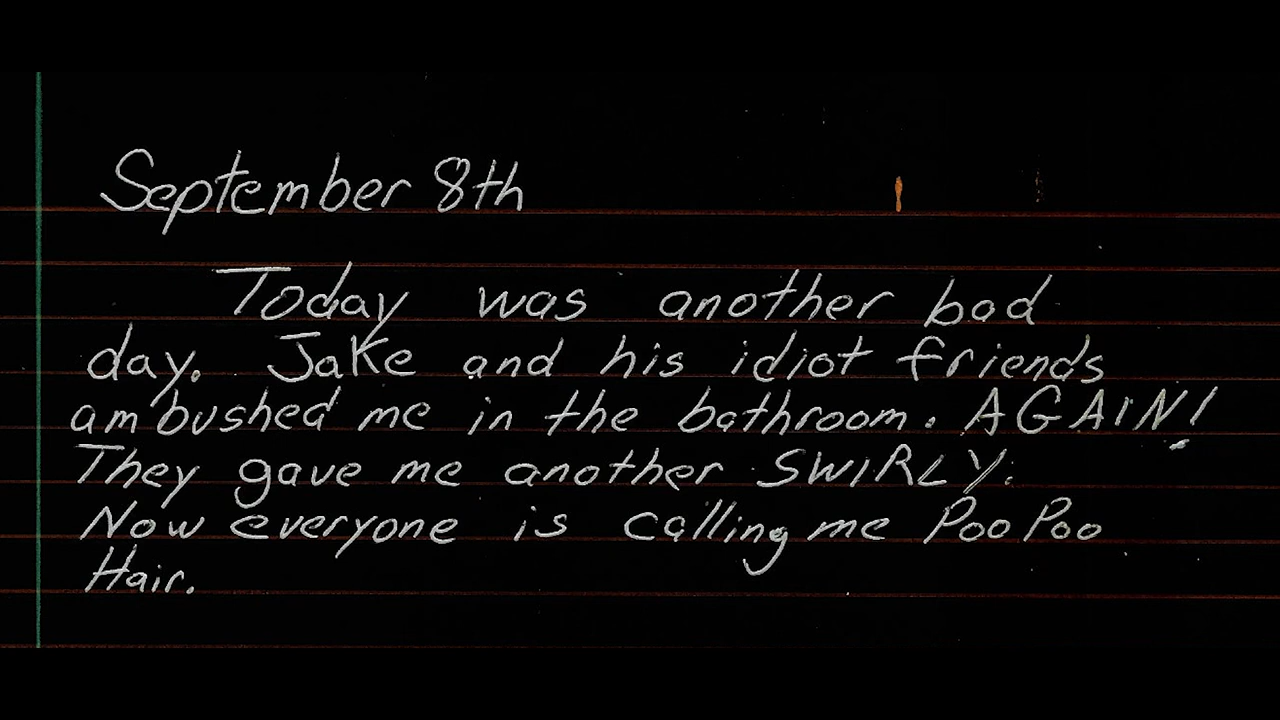 September 8th
Today was another bad
day. Jake and his idiot friends
ambushed me in the bathroom. AGAIN!
They gave me another SWIRLY.
Now everyone is calling me Poo Poo
Hair.